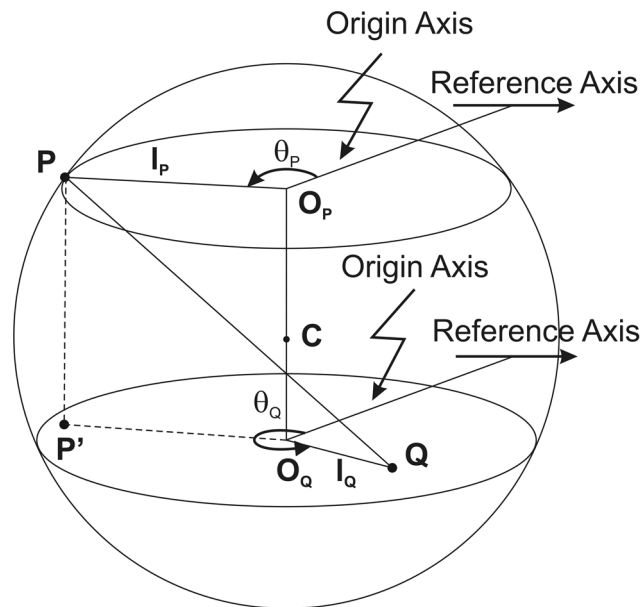 Origin Axis
Reference Axis
P
I_P
θ_P
O_P
Origin Axis
Reference Axis
C
θ_Q
P’
O_Q
I_Q
Q